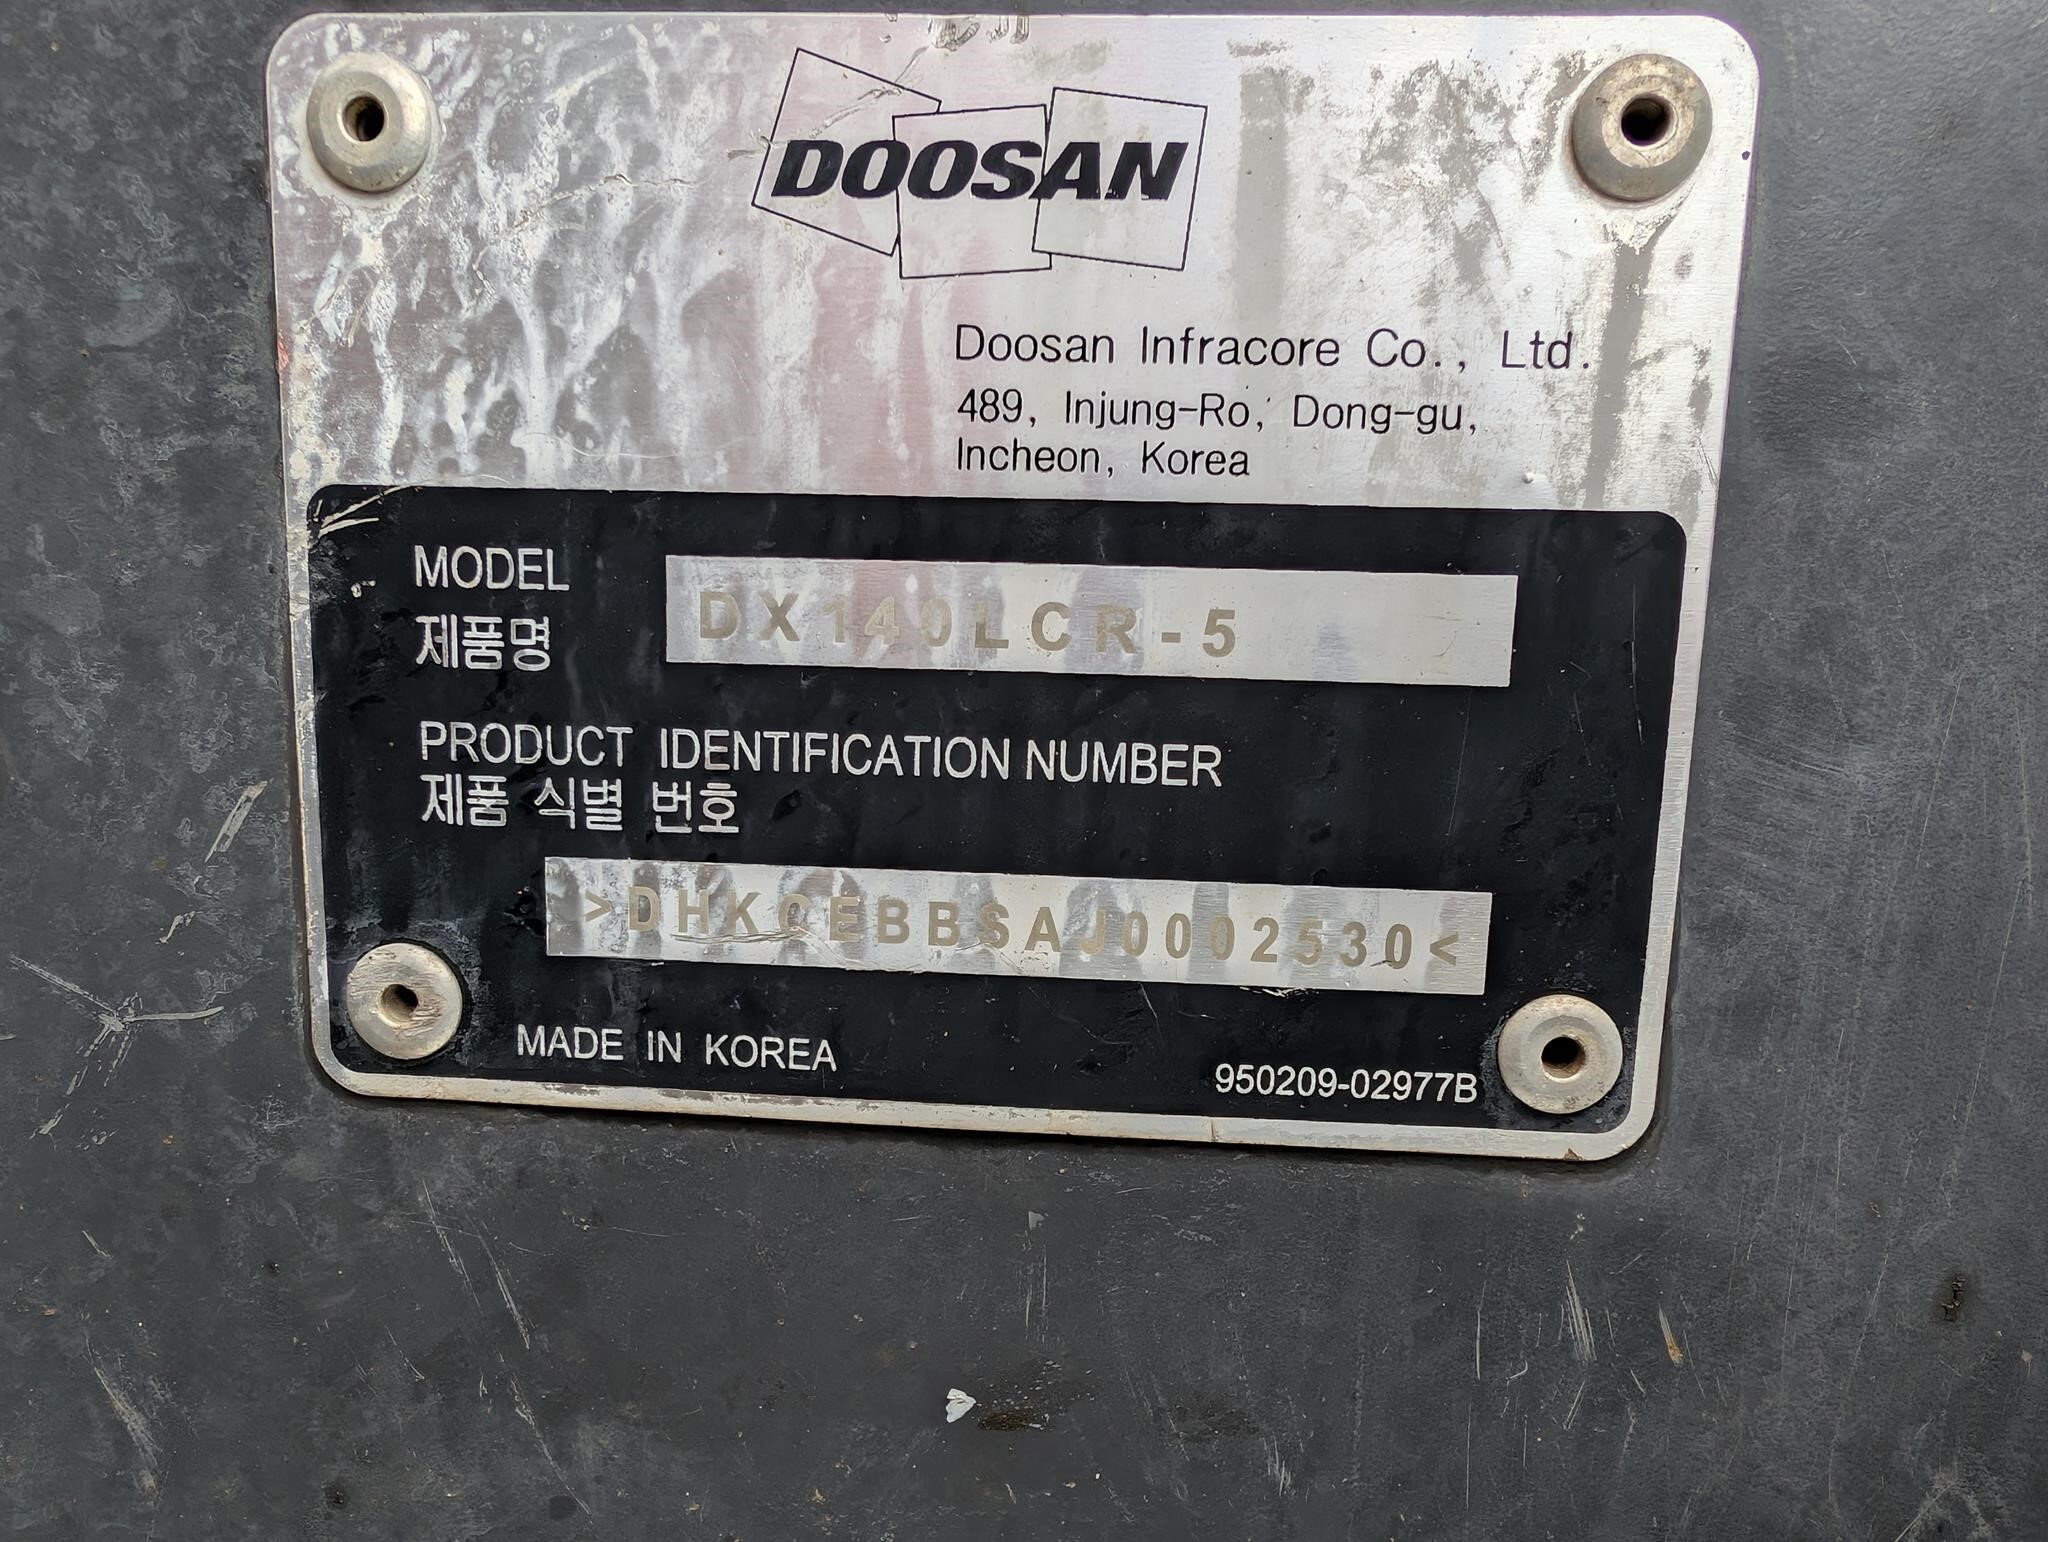 DOOSAN
Doosan Infracore Co., Ltd.
489, Injung-Ro, Dong-gu,
Incheon, Korea
MODEL
제품명
DX140LCR-5
PRODUCT IDENTIFICATION NUMBER
제품 식별 번호
>DHKCEBBSAJ0002530<
MADE IN KOREA
950209-02977B